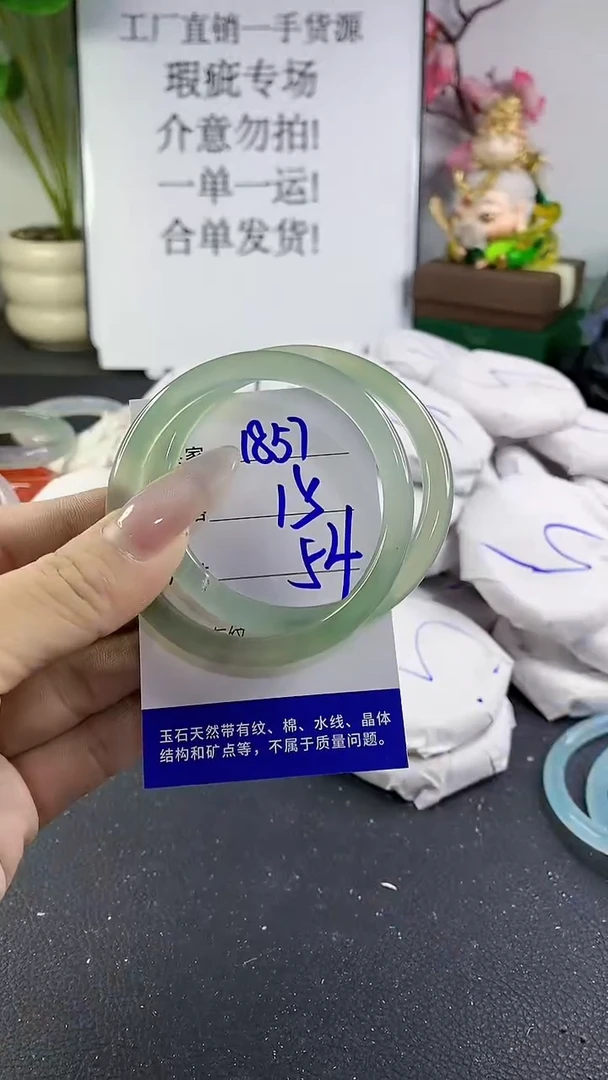 工厂直销一手货源
瑕疵专场
介意勿拍!
一单一运!
合单发货!
家
1857
15
54
玉石天然带有纹、棉、水线、晶体
结构和矿点等，不属于质量问题。